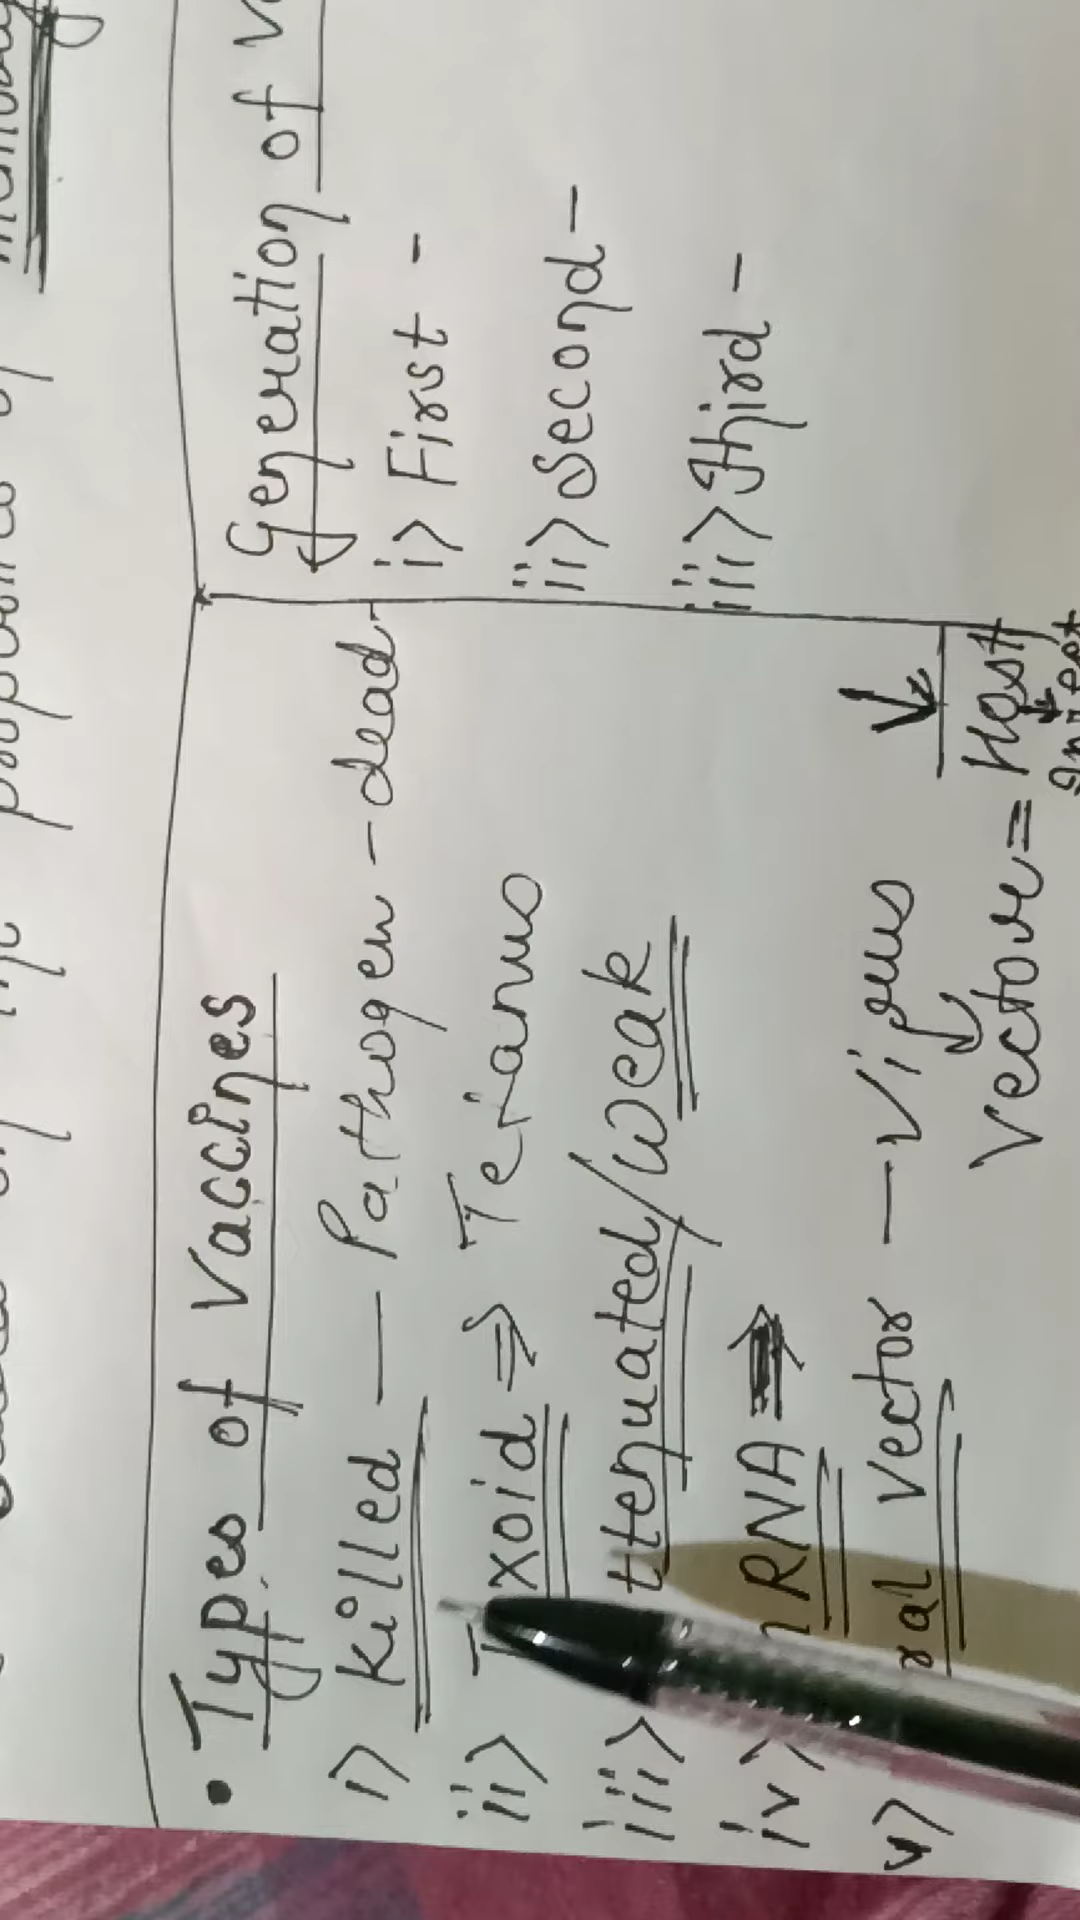 • Types of Vaccines
i) Killed — Pathogen - dead
ii) Toxoid ⇒ Tetanus
iii) ttenuated/Weak
iv) RNA ⇒
v) ral Vector — Virus
Vector = Host
Generation of V
i) First -
ii) Second -
iii) Third -